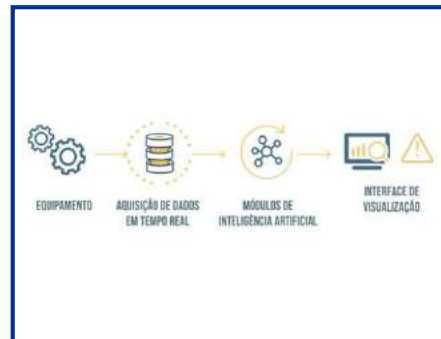 EQUIPAMENTO
AQUISIÇÃO DE DADOS
EM TEMPO REAL
MÓDULOS DE
INTELIGÊNCIA ARTIFICIAL
INTERFACE DE
VISUALIZAÇÃO